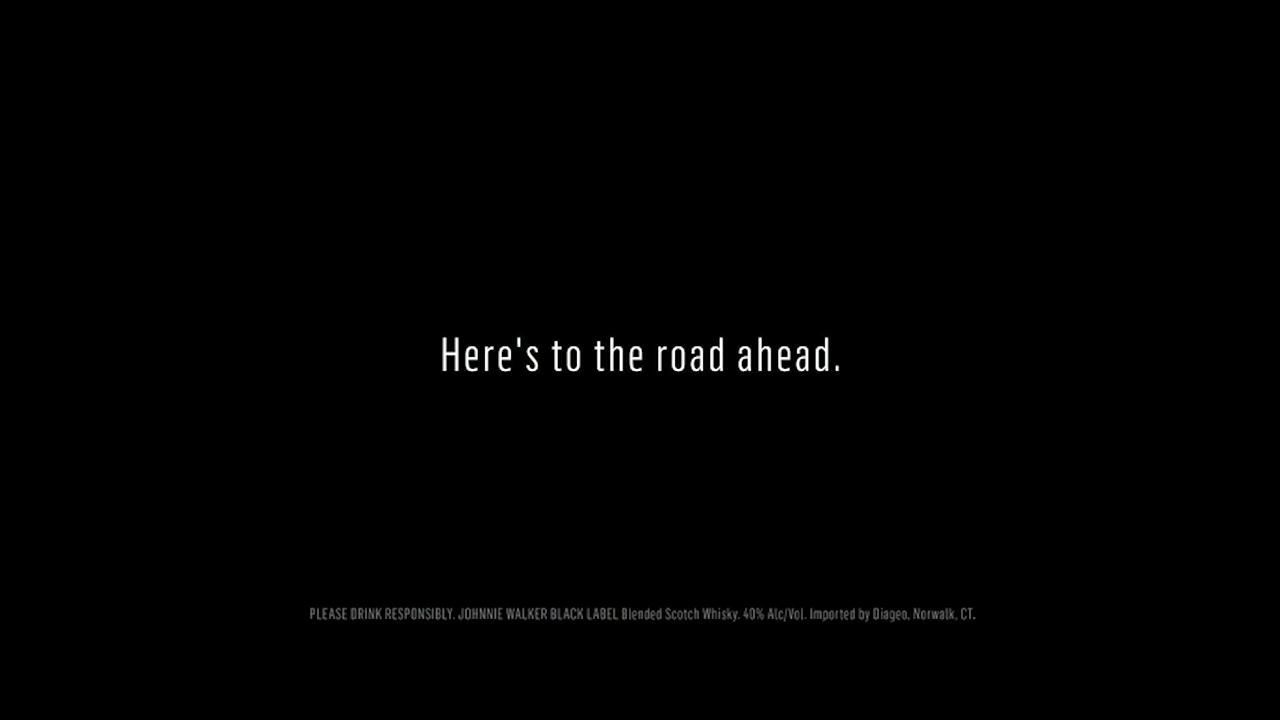 Here's to the road ahead.
PLEASE DRINK RESPONSIBLY. JOHNNIE WALKER BLACK LABEL Blended Scotch Whisky. 40% Alc/Vol. Imported by Diageo, Norwalk, CT.